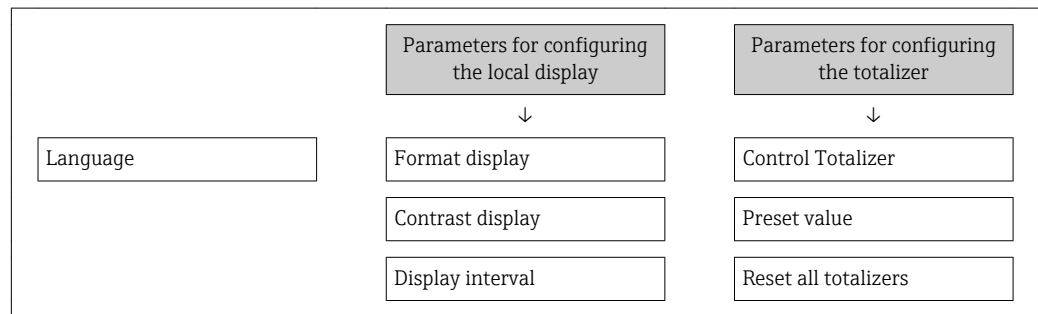 Parameters for configuring
the local display
Parameters for configuring
the totalizer
↓
↓
Language
Format display
Control Totalizer
Contrast display
Preset value
Display interval
Reset all totalizers